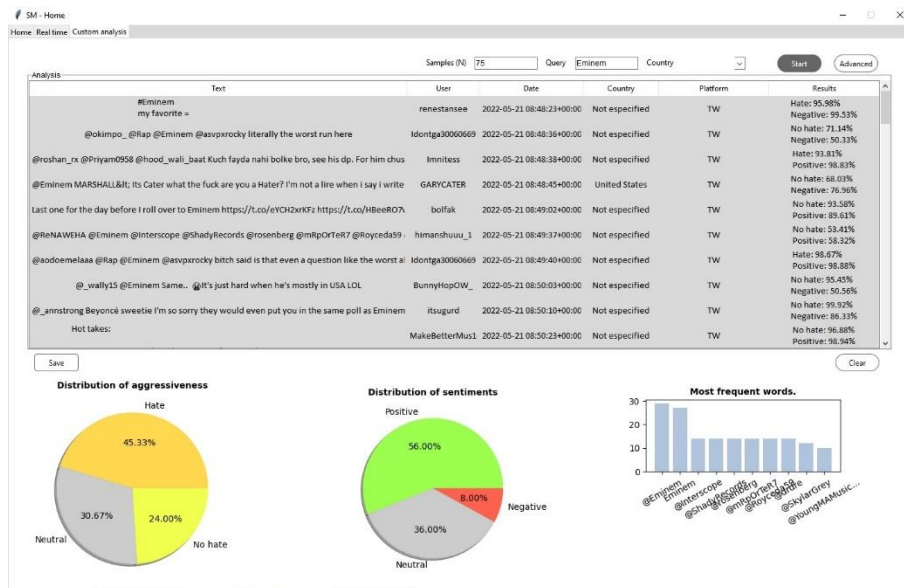 SM - Home
Home Real time Custom analysis
Samples (N) 75 Query Eminem Country Start Advanced
Analysis
Text User Date Country Platform Results
#Eminem
my favorite =
renestansee 2022-05-21 08:48:23+00:00 Not especified TW
Hate: 95.98%
Negative: 99.53%
@okimpo_ @Rap @Eminem @asvpxrocky literally the worst run here Idontga30060669 2022-05-21 08:48:36+00:00 Not especified TW
No hate: 71.14%
Negative: 50.33%
@roshan_rx @Priyam0958 @hood_wali_baat Kuch fayda nahi bolke bro, see his dp. For him chus Imnitess 2022-05-21 08:48:38+00:00 Not especified TW
Hate: 93.81%
Positive: 98.83%
@Eminem MARSHALL&lt; Its Cater what the fuck are you a Hater? I'm not a lire when i say i write GARYCATER 2022-05-21 08:48:45+00:00 United States TW
No hate: 68.03%
Negative: 76.96%
Last one for the day before I roll over to Eminem https://t.co/eYCH2xrKFz https://t.co/HBeeRO7v bolfak 2022-05-21 08:49:02+00:00 Not especified TW
No hate: 93.58%
Positive: 89.61%
@ReNAWEHA @Eminem @Interscope @ShadyRecords @rosenberg @mRpOrTeR7 @Royceda59 himanshuuu_1 2022-05-21 08:49:37+00:00 Not especified TW
No hate: 53.41%
Positive: 58.32%
@aodoemelaaa @Rap @Eminem @asvpxrocky bitch said is that even a question like the worst al Idontga30060669 2022-05-21 08:49:40+00:00 Not especified TW
Hate: 98.67%
Positive: 98.88%
@_wally15 @Eminem Same.. It's just hard when he's mostly in USA LOL BunnyHopOW_ 2022-05-21 08:50:03+00:00 Not especified TW
No hate: 95.45%
Negative: 50.56%
@_annstrong Beyoncé sweetie I'm so sorry they would even put you in the same poll as Eminem itsugurd 2022-05-21 08:50:10+00:00 Not especified TW
No hate: 99.92%
Negative: 86.33%
Hot takes:
MakeBetterMus1 2022-05-21 08:50:23+00:00 Not especified TW
No hate: 96.88%
Positive: 98.94%
Save Clear
Distribution of aggressiveness
Hate
45.33%
30.67%
24.00%
Neutral
No hate
Distribution of sentiments
Positive
56.00%
8.00%
Negative
36.00%
Neutral
Most frequent words.
30
20
10
0
@Eminem
Eminem
@Interscope
@ShadyRecords
@rosenberg
@mRpOrTeR7
@Royceda59
@drdre
@SkylarGrey
@YoungMAMusic...